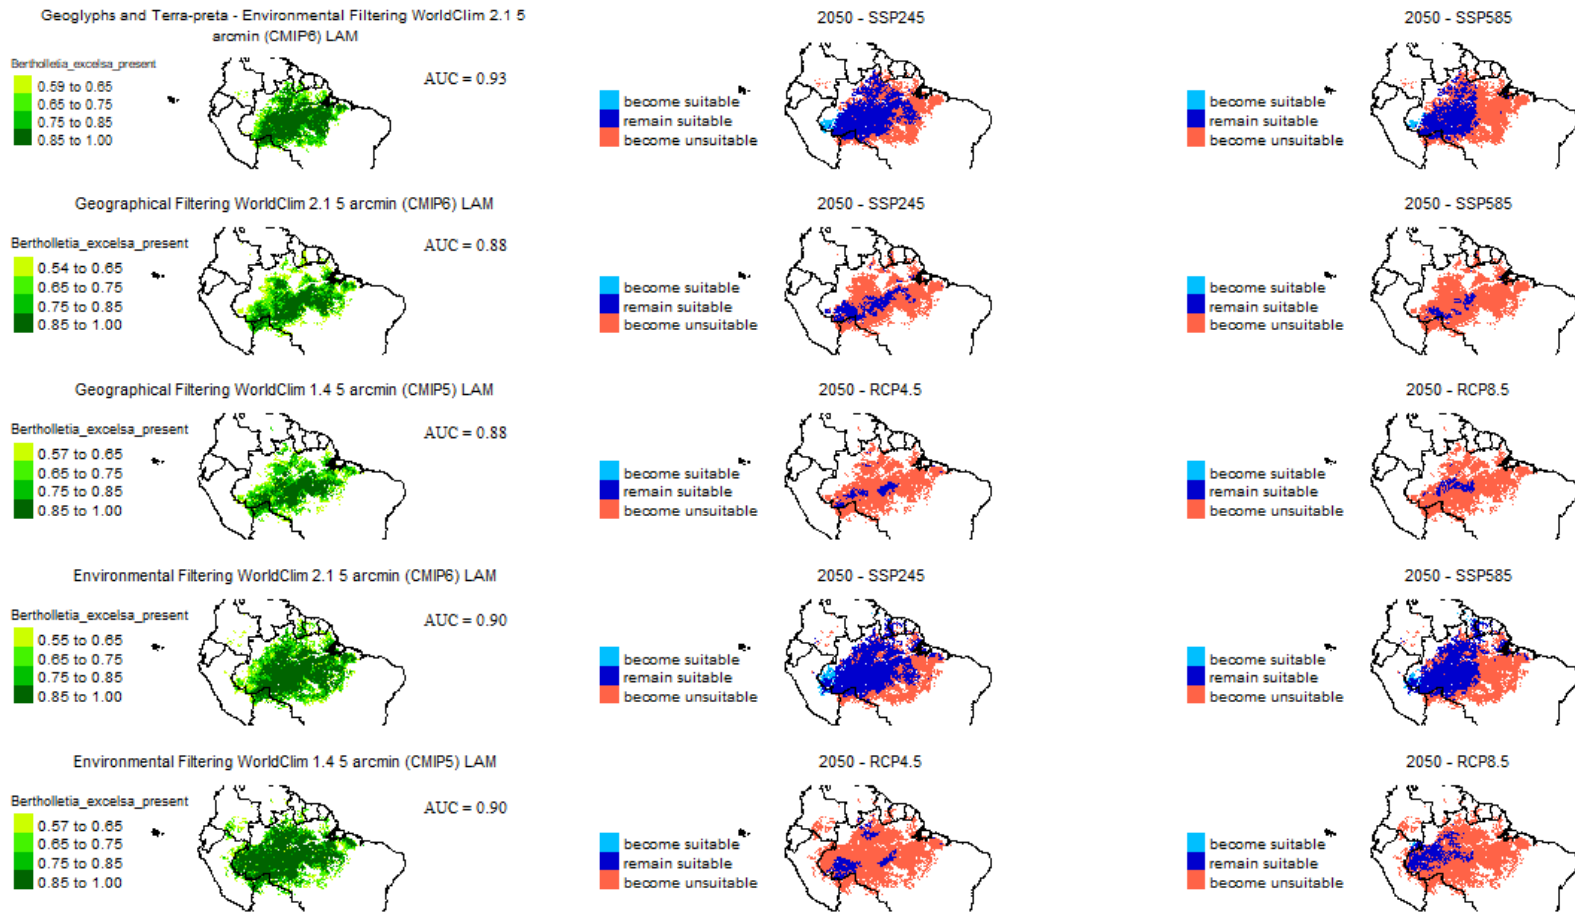 Geoglyphs and Terra-preta - Environmental Filtering WorldClim 2.1 5
arcmin (CMIP6) LAM
Bertholletia_excelsa_present
0.59 to 0.65
0.65 to 0.75
0.75 to 0.85
0.85 to 1.00
AUC = 0.93
2050 - SSP245
become suitable
remain suitable
become unsuitable
2050 - SSP585
become suitable
remain suitable
become unsuitable
Geographical Filtering WorldClim 2.1 5 arcmin (CMIP6) LAM
Bertholletia_excelsa_present
0.54 to 0.65
0.65 to 0.75
0.75 to 0.85
0.85 to 1.00
AUC = 0.88
2050 - SSP245
become suitable
remain suitable
become unsuitable
2050 - SSP585
become suitable
remain suitable
become unsuitable
Geographical Filtering WorldClim 1.4 5 arcmin (CMIP5) LAM
Bertholletia_excelsa_present
0.57 to 0.65
0.65 to 0.75
0.75 to 0.85
0.85 to 1.00
AUC = 0.88
2050 - RCP4.5
become suitable
remain suitable
become unsuitable
2050 - RCP8.5
become suitable
remain suitable
become unsuitable
Environmental Filtering WorldClim 2.1 5 arcmin (CMIP6) LAM
Bertholletia_excelsa_present
0.55 to 0.65
0.65 to 0.75
0.75 to 0.85
0.85 to 1.00
AUC = 0.90
2050 - SSP245
become suitable
remain suitable
become unsuitable
2050 - SSP585
become suitable
remain suitable
become unsuitable
Environmental Filtering WorldClim 1.4 5 arcmin (CMIP5) LAM
Bertholletia_excelsa_present
0.57 to 0.65
0.65 to 0.75
0.75 to 0.85
0.85 to 1.00
AUC = 0.90
2050 - RCP4.5
become suitable
remain suitable
become unsuitable
2050 - RCP8.5
become suitable
remain suitable
become unsuitable